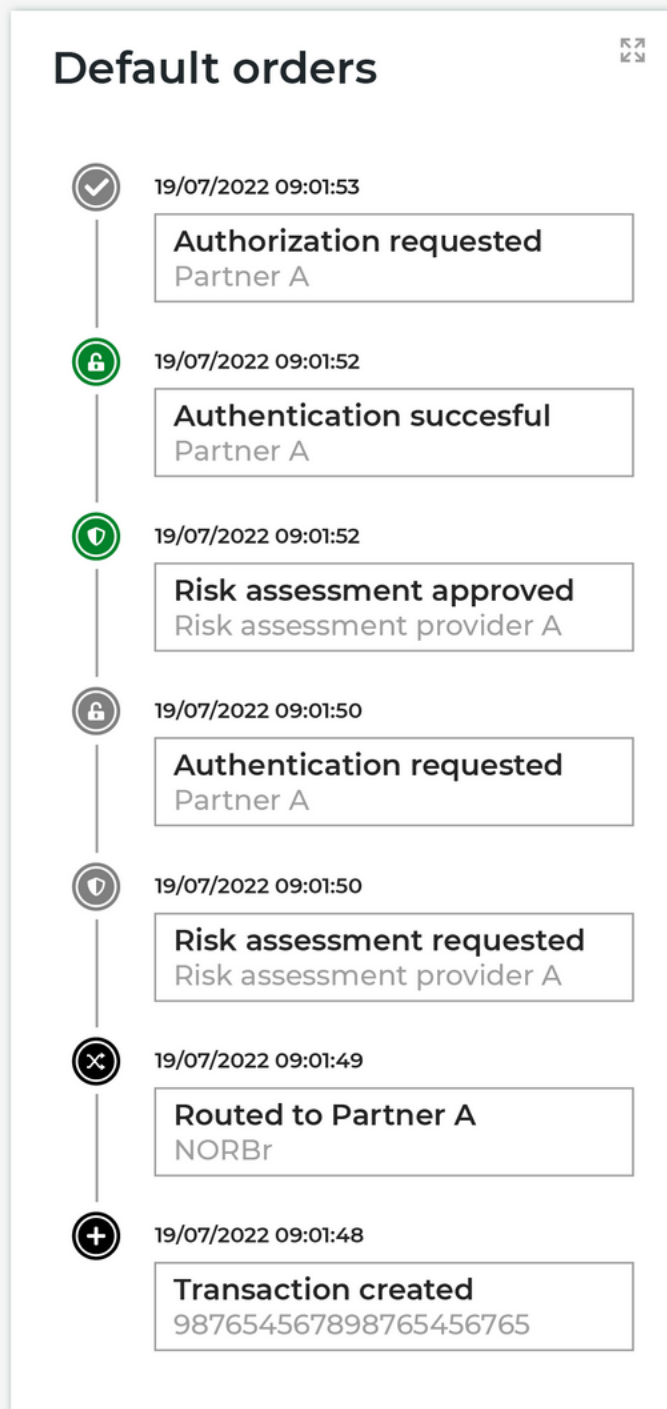 Default orders
19/07/2022 09:01:53
Authorization requested
Partner A
19/07/2022 09:01:52
Authentication succesful
Partner A
19/07/2022 09:01:52
Risk assessment approved
Risk assessment provider A
19/07/2022 09:01:50
Authentication requested
Partner A
19/07/2022 09:01:50
Risk assessment requested
Risk assessment provider A
19/07/2022 09:01:49
Routed to Partner A
NORBr
19/07/2022 09:01:48
Transaction created
987654567898765456765